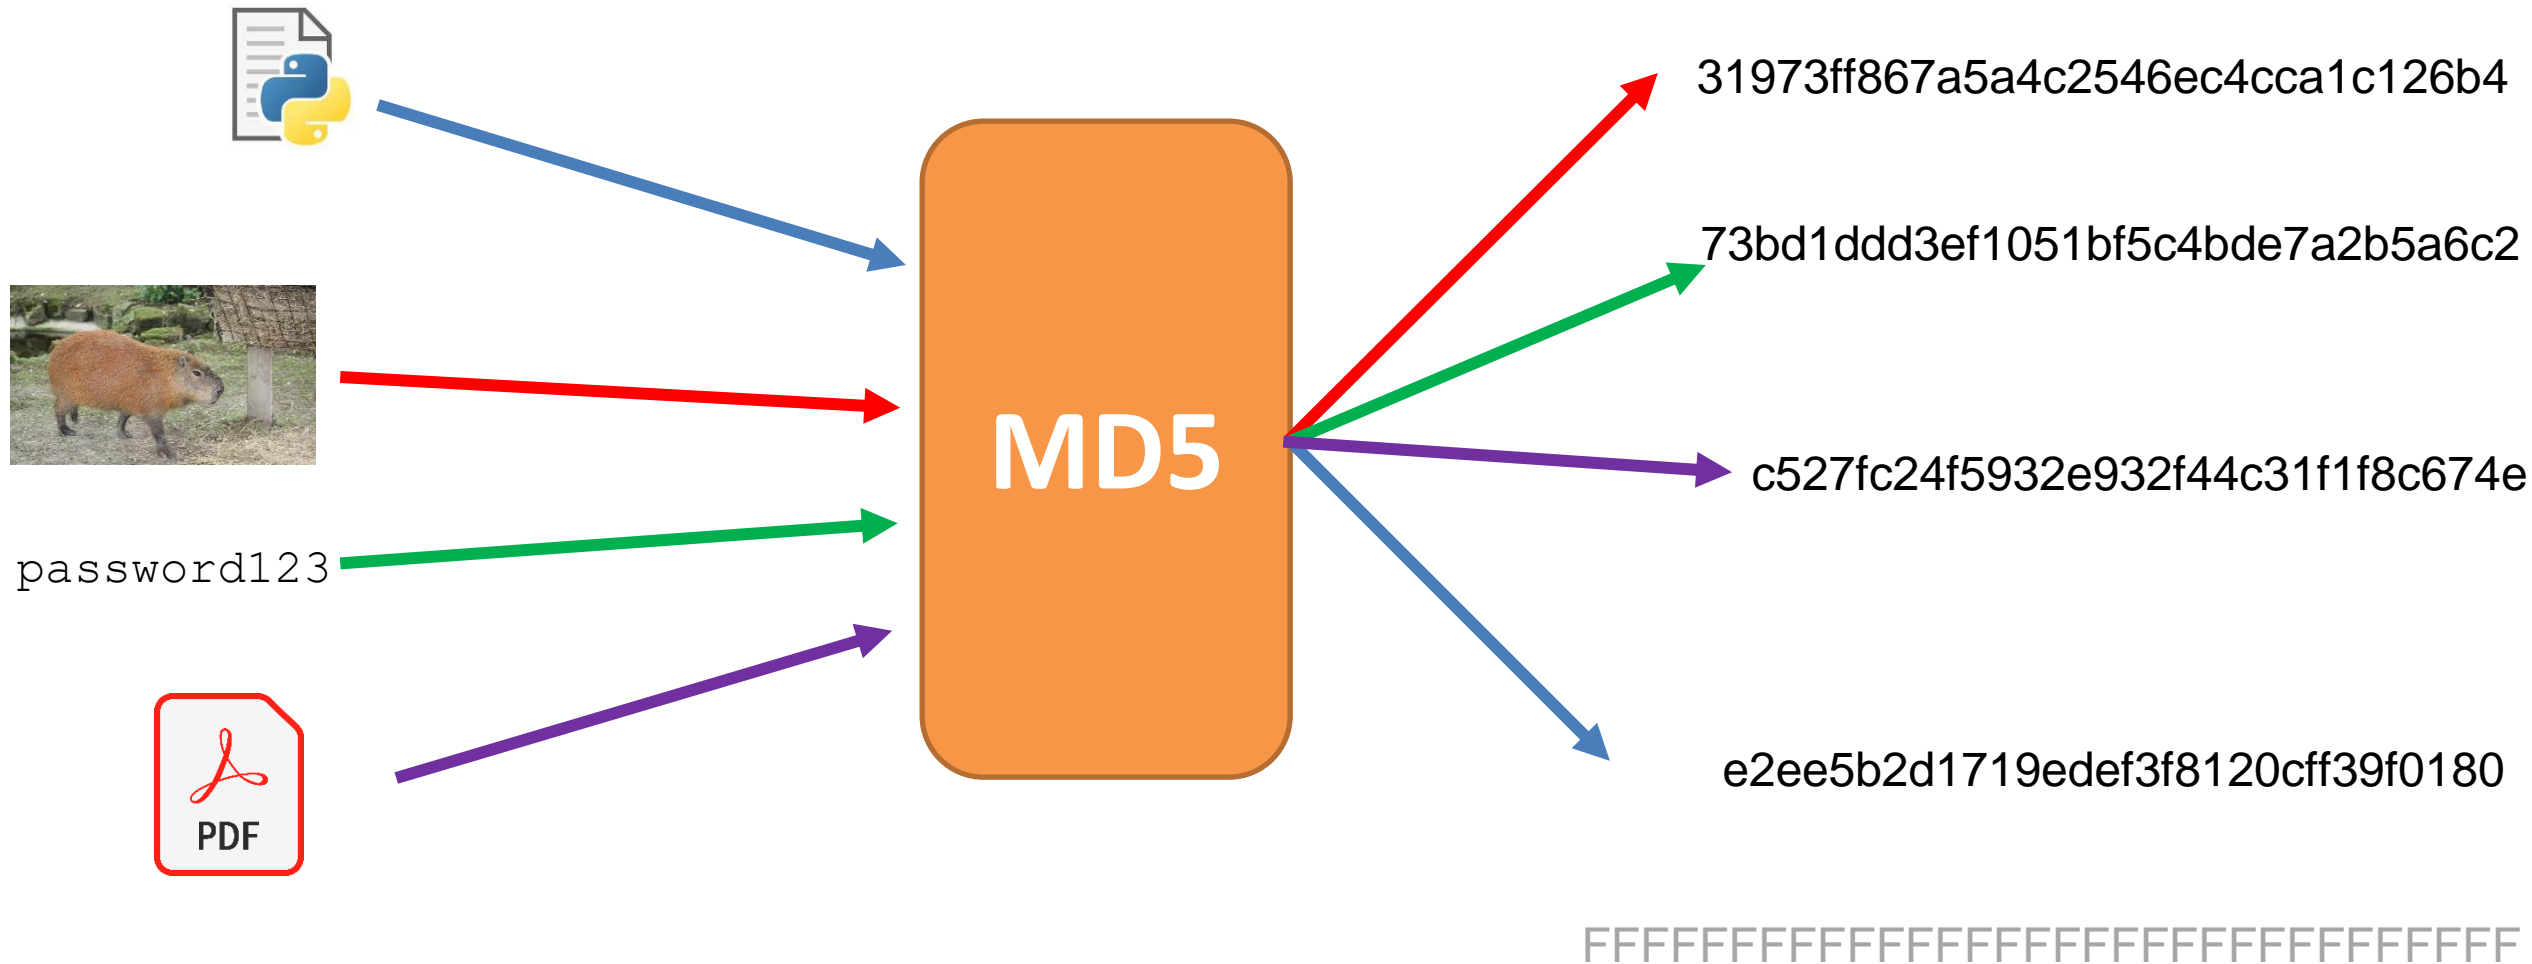 31973ff867a5a4c2546ec4cca1c126b4
73bd1ddd3ef1051bf5c4bde7a2b5a6c2
MD5
c527fc24f5932e932f44c31f1f8c674e
password123
e2ee5b2d1719edef3f8120cff39f0180
PDF
FFFFFFFFFFFFFFFFFFFFFFFFFFFFFFFF